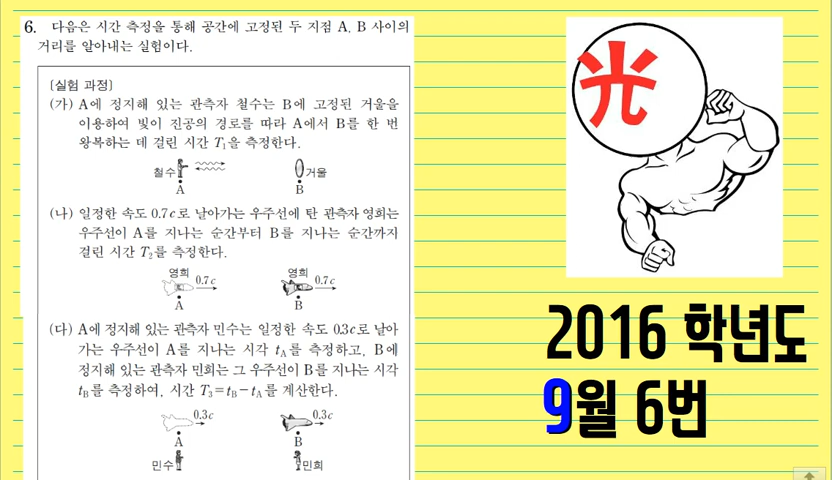 6. 다음은 시간 측정을 통해 공간에 고정된 두 지점 A, B 사이의
거리를 알아내는 실험이다.
[실험 과정]
(가) A에 정지해 있는 관측자 철수는 B에 고정된 거울을
이용하여 빛이 진공의 경로를 따라 A에서 B를 한 번
왕복하는 데 걸린 시간 T₁을 측정한다.
철수
거울
A
B
(나) 일정한 속도 0.7c로 날아가는 우주선에 탄 관측자 영희는
우주선이 A를 지나는 순간부터 B를 지나는 순간까지
걸린 시간 T₂를 측정한다.
영희
영희
0.7c
0.7c
A
B
(다) A에 정지해 있는 관측자 민수는 일정한 속도 0.3c로 날아
가는 우주선이 A를 지나는 시각 t_A를 측정하고, B에
정지해 있는 관측자 민희는 그 우주선이 B를 지나는 시각
t_B를 측정하여, 시간 T₃=t_B-t_A를 계산한다.
0.3c
0.3c
A
B
민수
민희
光
2016 학년도
9월 6번